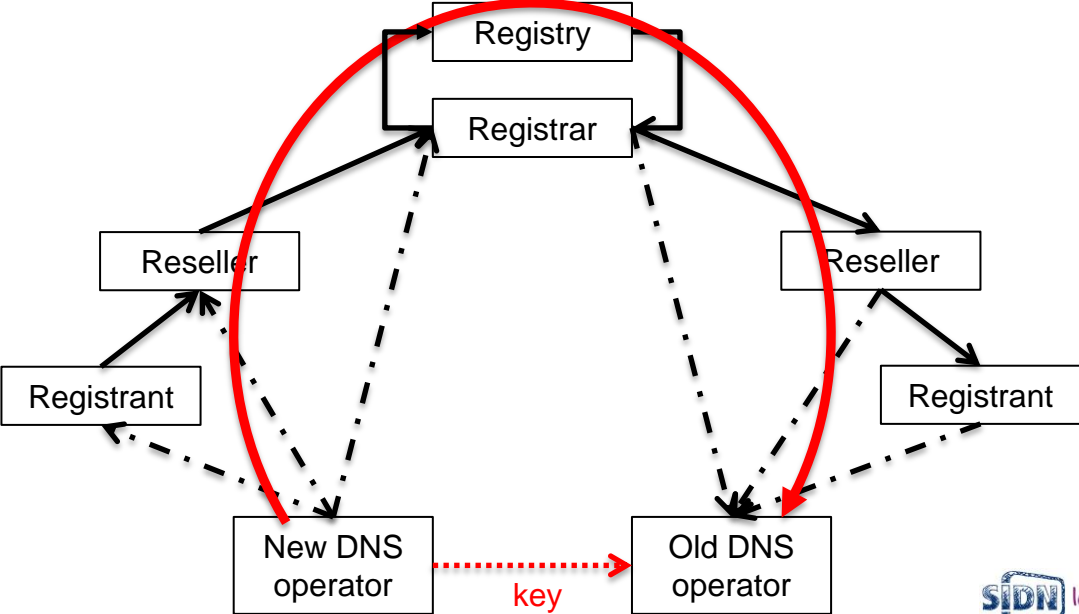 Registry
Registrar
Reseller
Reseller
Registrant
Registrant
New DNS
operator
key
Old DNS
operator
SIDN